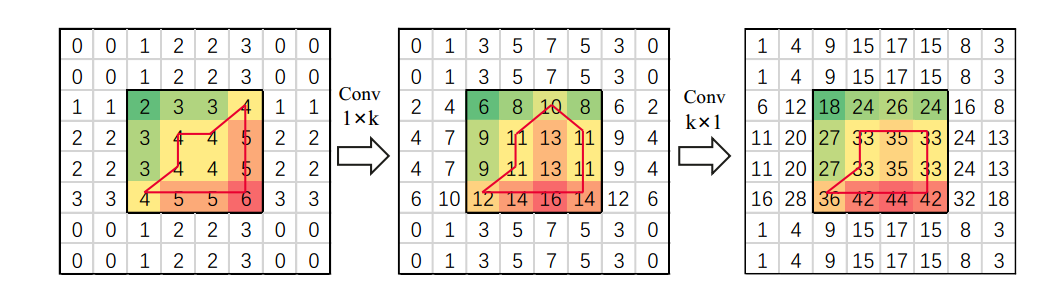 0 0 1 2 2 3 0 0
0 0 1 2 2 3 0 0
1 1 2 3 3 4 1 1
2 2 3 4 4 5 2 2
2 2 3 4 4 5 2 2
3 3 4 5 5 6 3 3
0 0 1 2 2 3 0 0
0 0 1 2 2 3 0 0
Conv
1×k
0 1 3 5 7 5 3 0
0 1 3 5 7 5 3 0
2 4 6 8 10 8 6 2
4 7 9 11 13 11 9 4
4 7 9 11 13 11 9 4
6 10 12 14 16 14 12 6
0 1 3 5 7 5 3 0
0 1 3 5 7 5 3 0
Conv
k×1
1 4 9 15 17 15 8 3
1 4 9 15 17 15 8 3
6 12 18 24 26 24 16 8
11 20 27 33 35 33 24 13
11 20 27 33 35 33 24 13
16 28 36 42 44 42 32 18
1 4 9 15 17 15 8 3
1 4 9 15 17 15 8 3